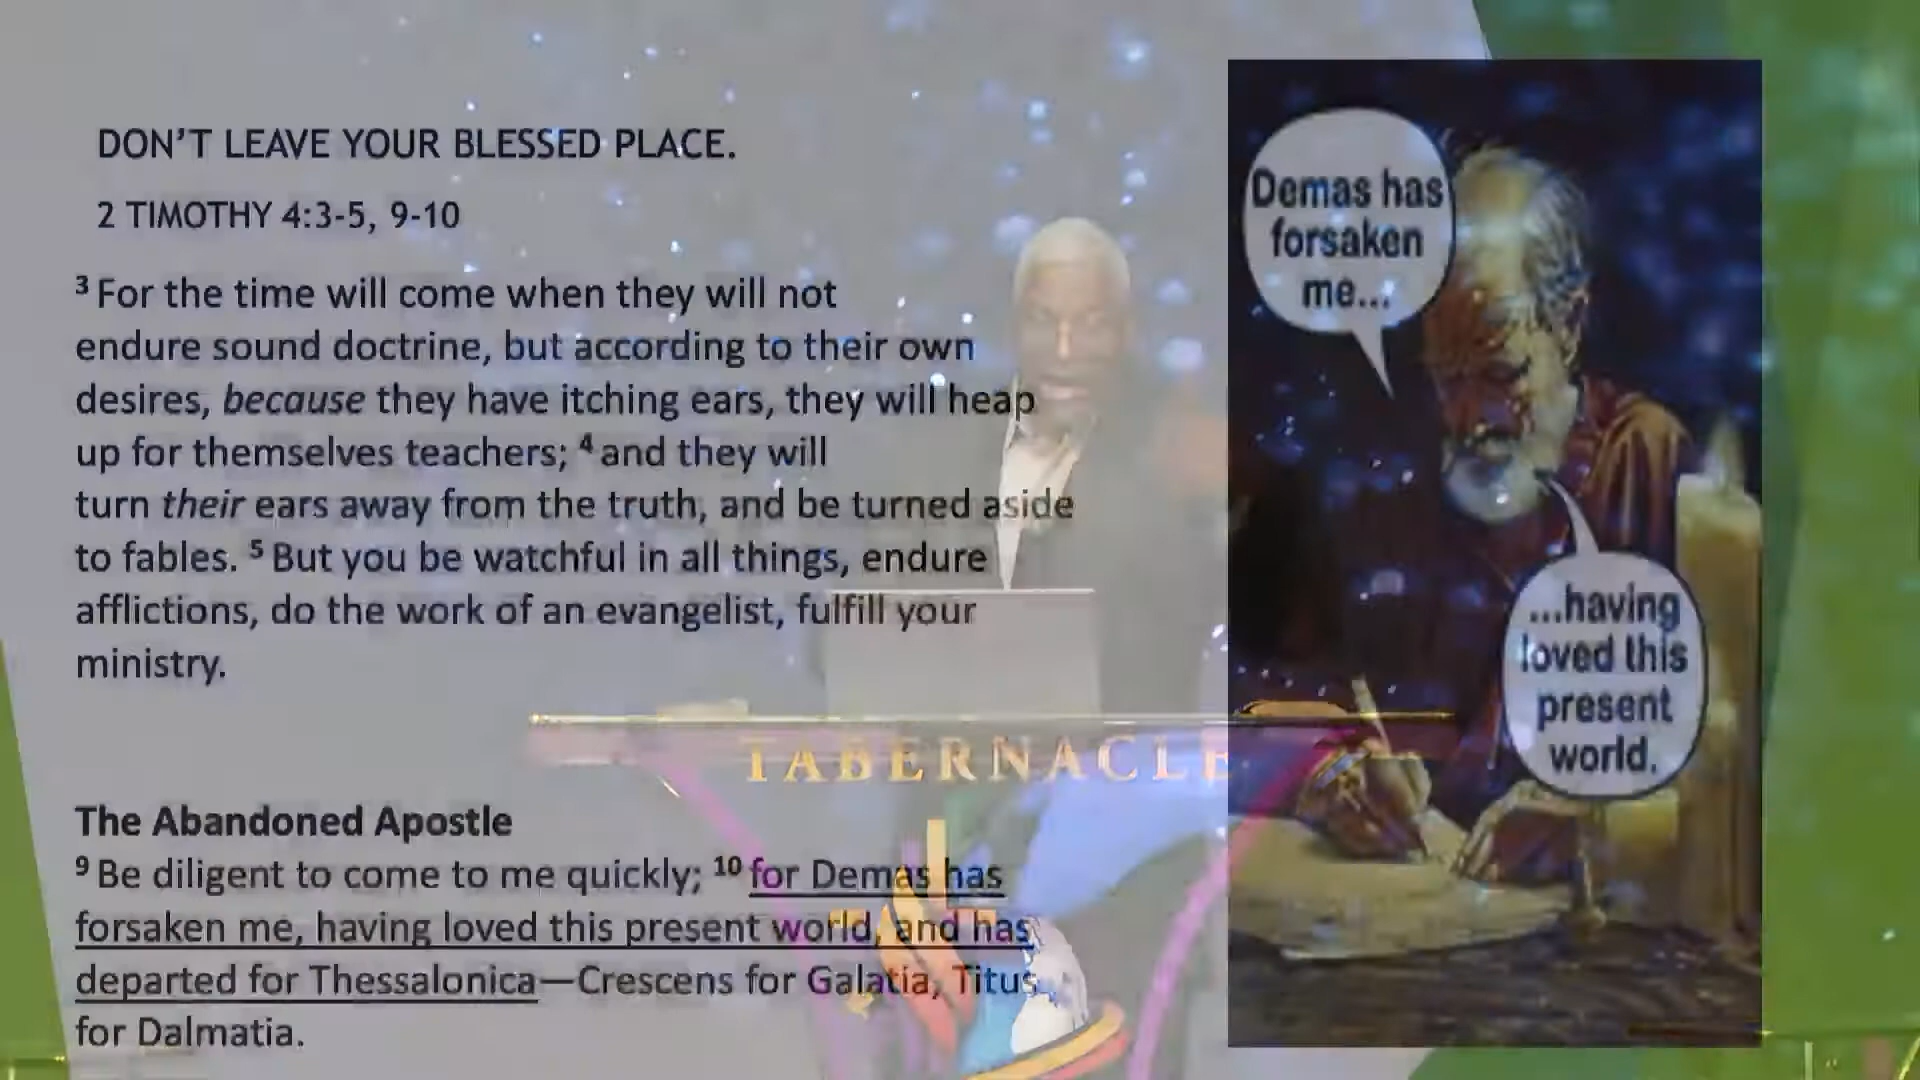 DON'T LEAVE YOUR BLESSED PLACE.
2 TIMOTHY 4:3-5, 9-10
³ For the time will come when they will not
endure sound doctrine, but according to their own
desires, because they have itching ears, they will heap
up for themselves teachers; ⁴ and they will
turn their ears away from the truth, and be turned aside
to fables. ⁵ But you be watchful in all things, endure
afflictions, do the work of an evangelist, fulfill your
ministry.
The Abandoned Apostle
⁹ Be diligent to come to me quickly; ¹⁰ for Demas has
forsaken me, having loved this present world, and has
departed for Thessalonica—Crescens for Galatia, Titus
for Dalmatia.
Demas has
forsaken
me...
...having
loved this
present
world.
TABERNACLE